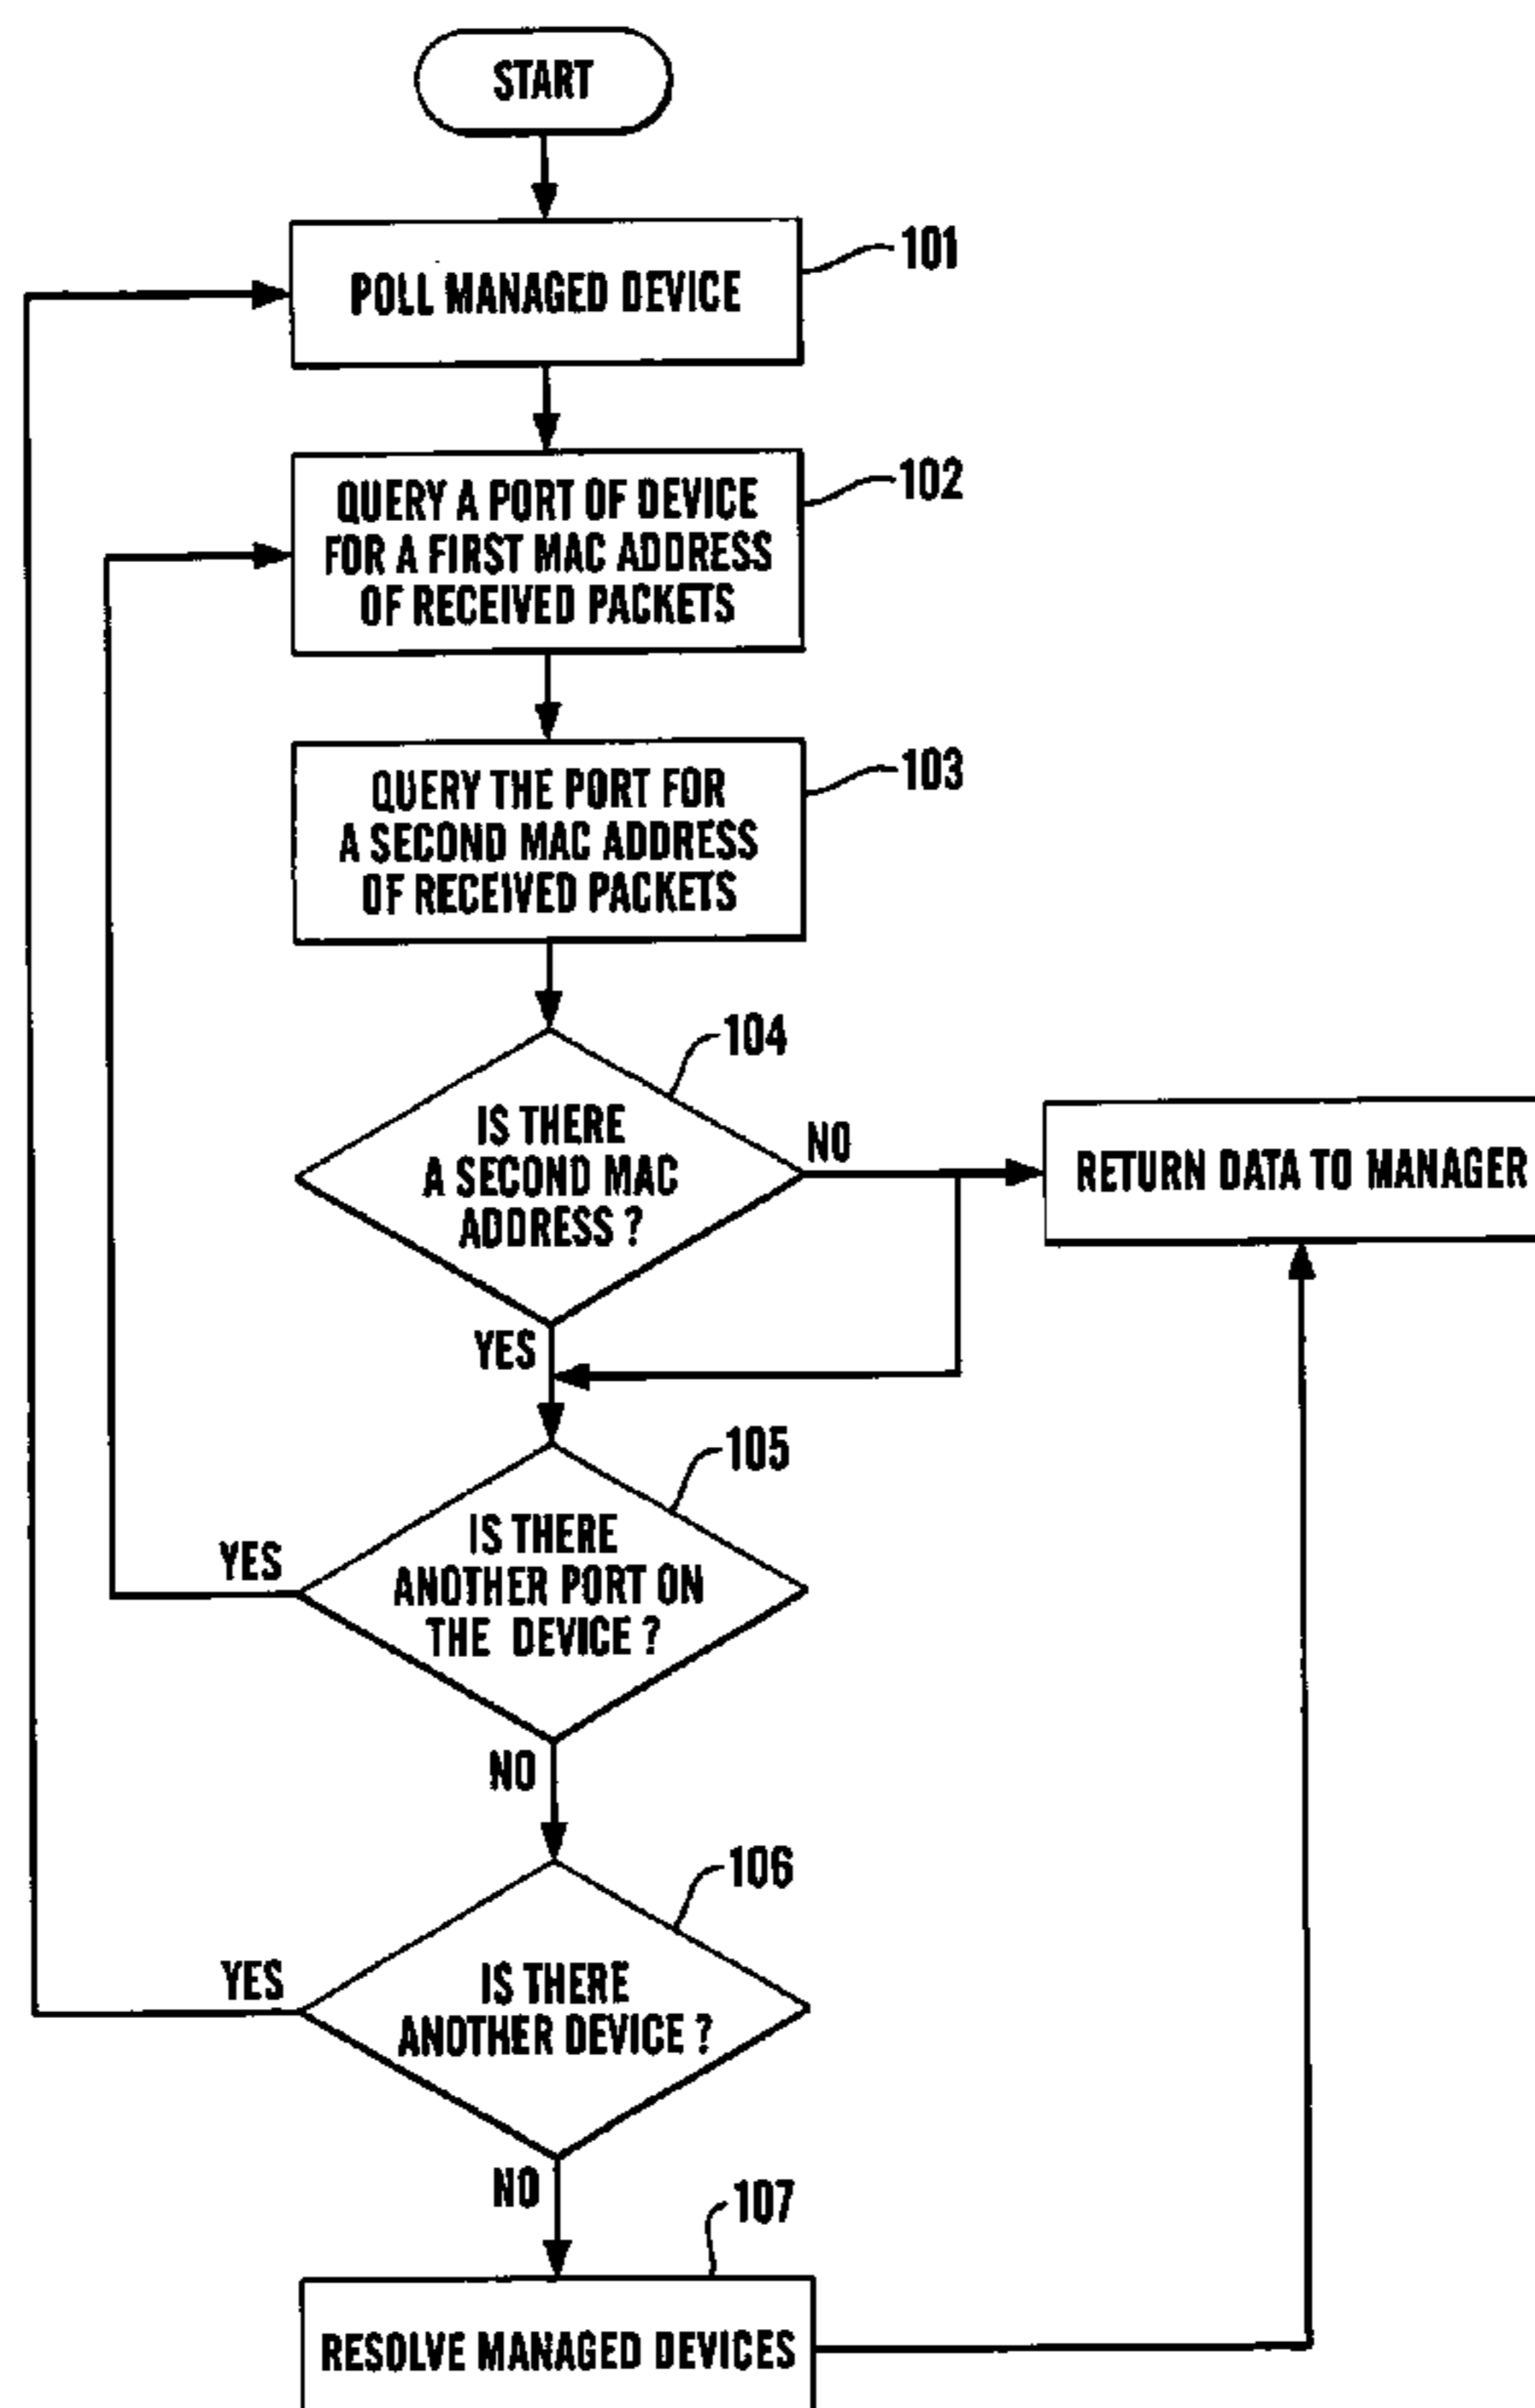 START
POLL MANAGED DEVICE
101
QUERY A PORT OF DEVICE
FOR A FIRST MAC ADDRESS
OF RECEIVED PACKETS
102
QUERY THE PORT FOR
A SECOND MAC ADDRESS
OF RECEIVED PACKETS
103
104
IS THERE
A SECOND MAC
ADDRESS ?
NO
RETURN DATA TO MANAGER
YES
105
IS THERE
ANOTHER PORT ON
THE DEVICE ?
YES
NO
106
IS THERE
ANOTHER DEVICE ?
YES
NO
107
RESOLVE MANAGED DEVICES